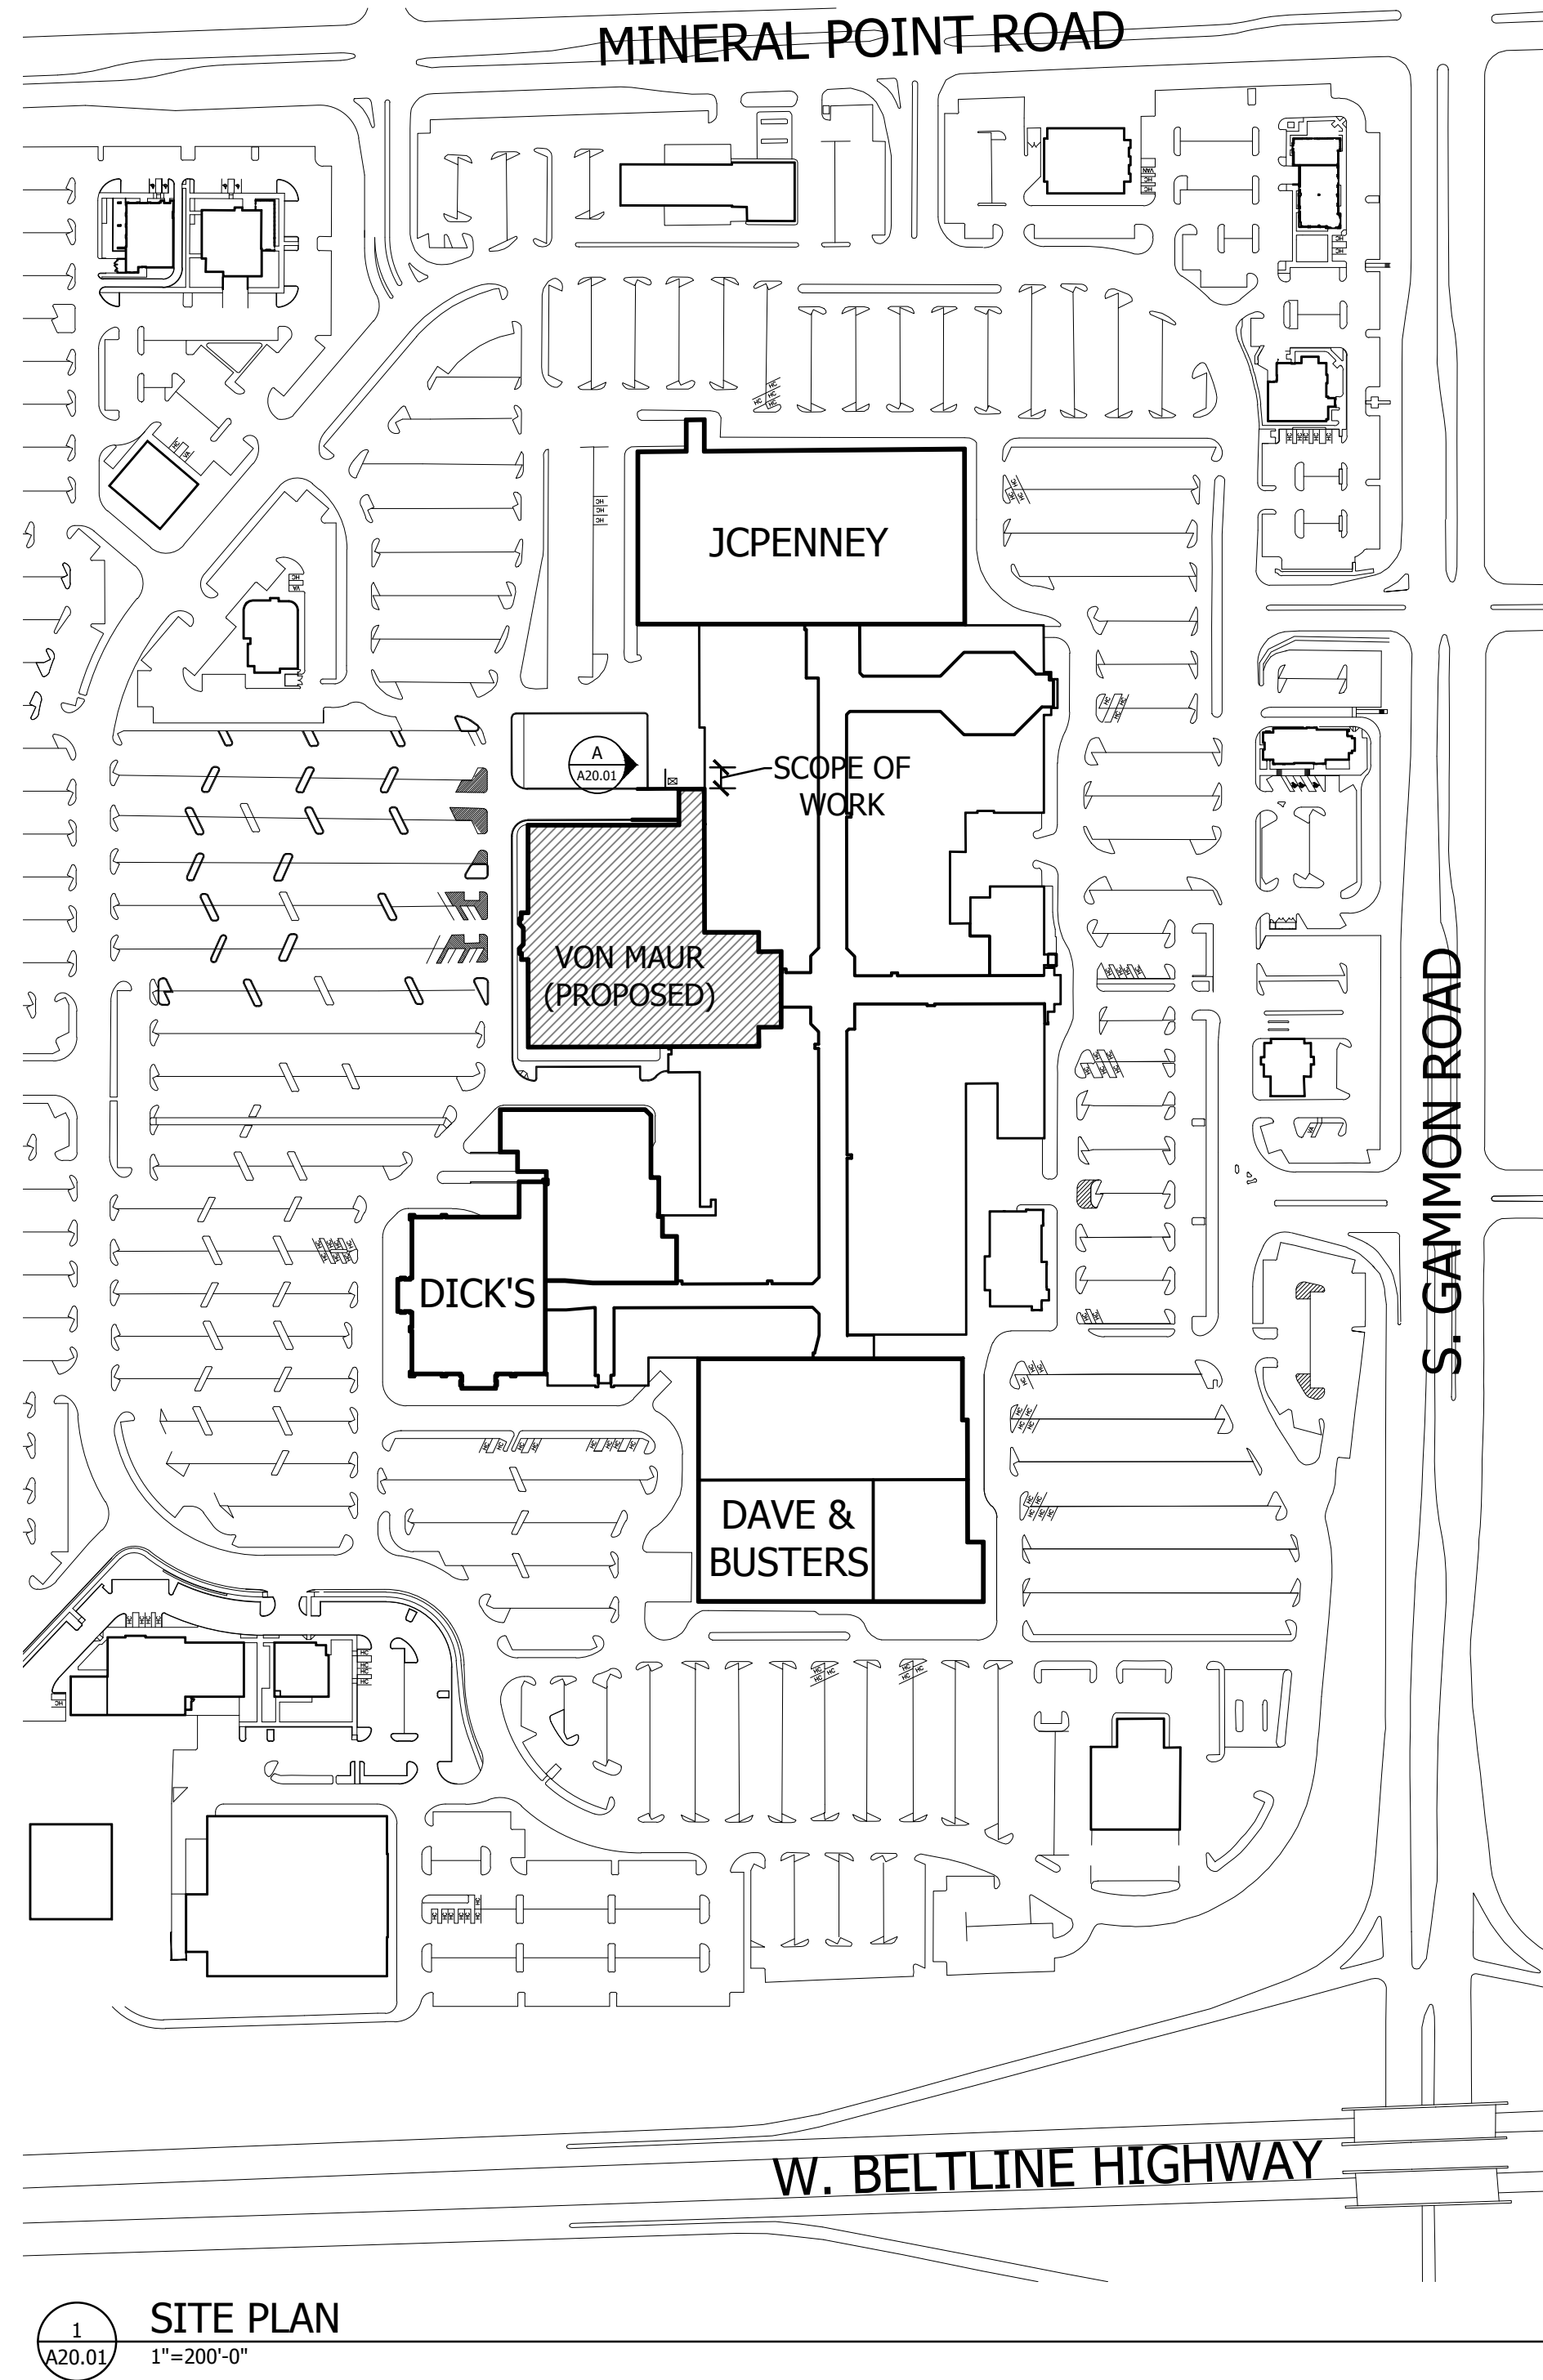 MINERAL POINT ROAD
JCPENNEY
A
A20.01
SCOPE OF
WORK
VON MAUR
(PROPOSED)
S. GAMMON ROAD
DICK'S
DAVE &
BUSTERS
W. BELTLINE HIGHWAY
1
A20.01
SITE PLAN
1"=200'-0"